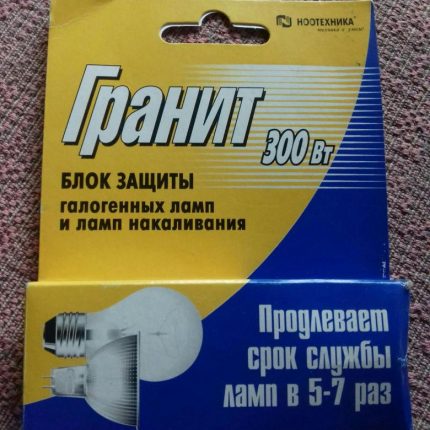 НООТЕХНИКА
Гранит
300 Вт
БЛОК ЗАЩИТЫ
галогенных ламп
и ламп накаливания
Продлевает
срок службы
ламп в 5-7 раз